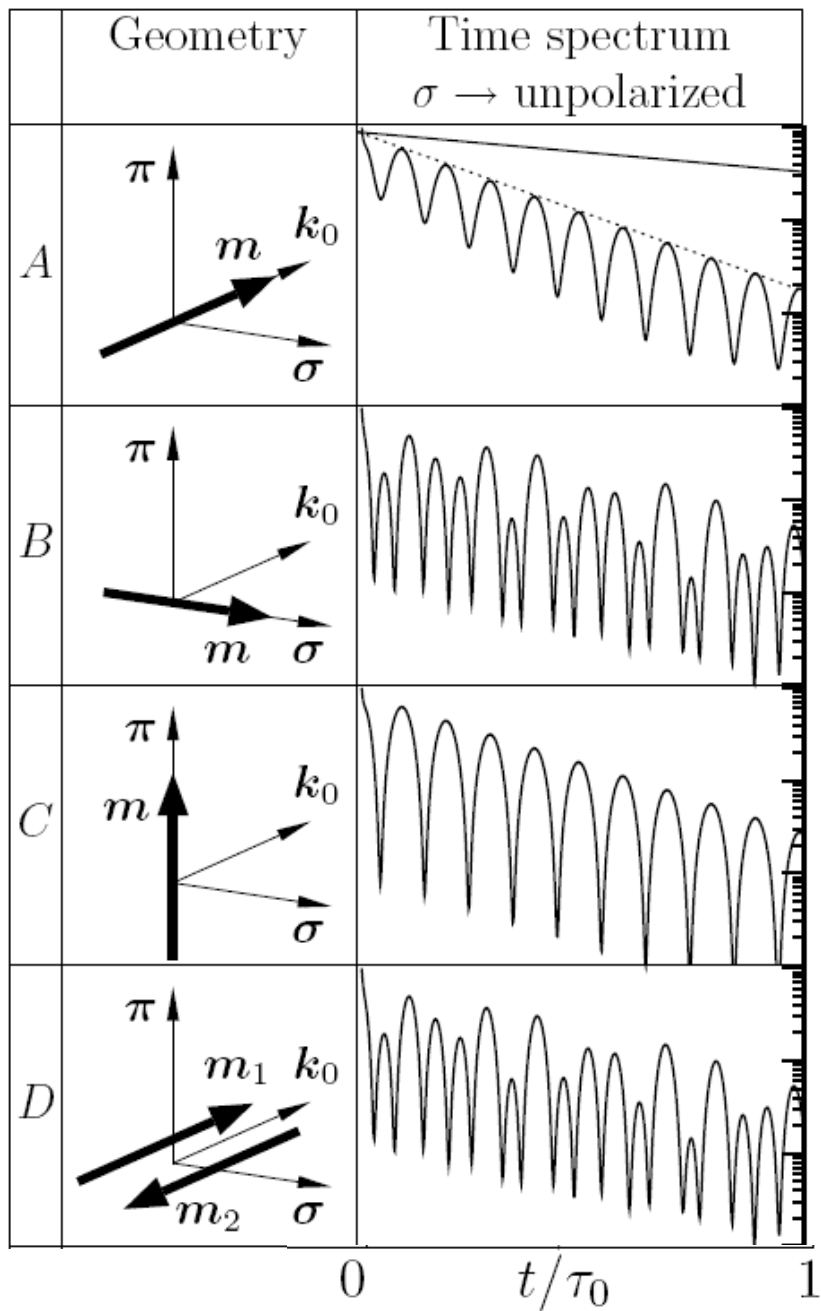 Geometry
Time spectrum
σ → unpolarized
A
π
m
k₀
σ
B
π
k₀
m
σ
C
π
m
k₀
σ
D
π
m₁
k₀
m₂
σ
0
t/τ₀
1